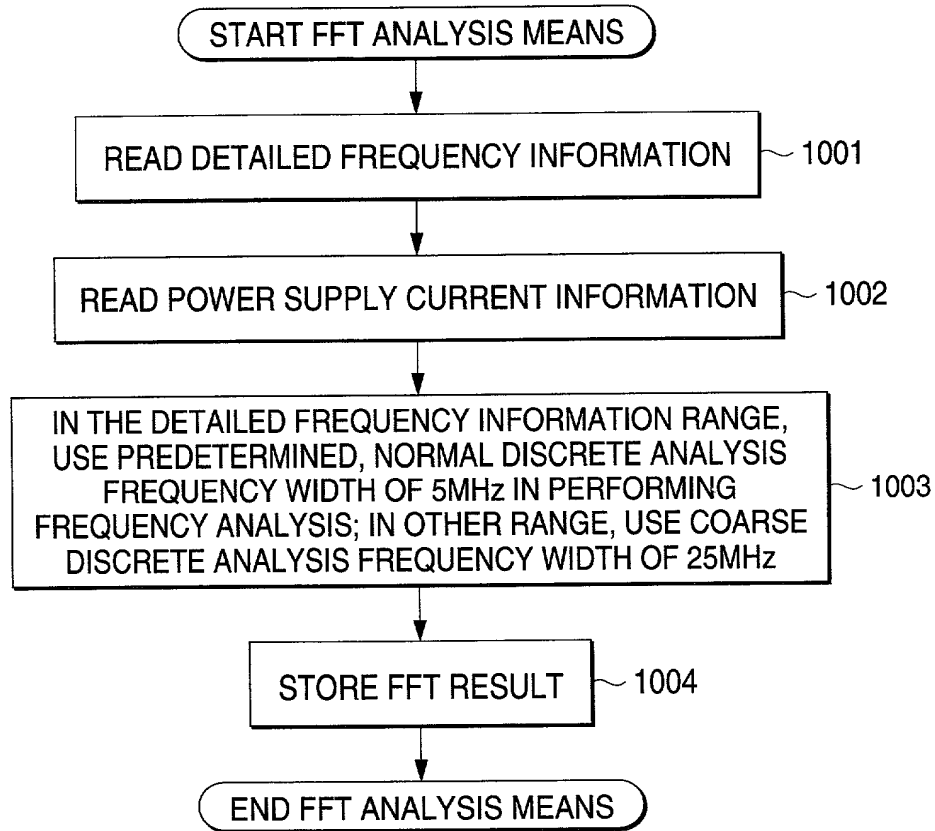 START FFT ANALYSIS MEANS
READ DETAILED FREQUENCY INFORMATION
1001
READ POWER SUPPLY CURRENT INFORMATION
1002
IN THE DETAILED FREQUENCY INFORMATION RANGE,
USE PREDETERMINED, NORMAL DISCRETE ANALYSIS
FREQUENCY WIDTH OF 5MHz IN PERFORMING
FREQUENCY ANALYSIS; IN OTHER RANGE, USE COARSE
DISCRETE ANALYSIS FREQUENCY WIDTH OF 25MHz
1003
STORE FFT RESULT
1004
END FFT ANALYSIS MEANS